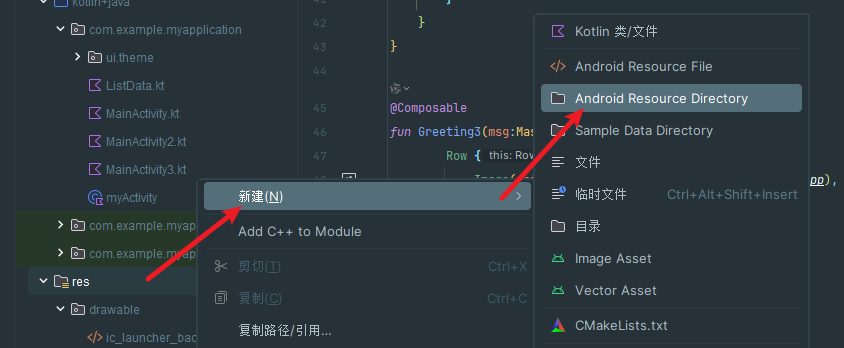 kotlin+java
com.example.myapplication
ui.theme
ListData.kt
MainActivity.kt
MainActivity2.kt
MainActivity3.kt
myActivity
com.example.myap
com.example.myap
res
drawable
ic_launcher_bac
41
42
43
44
45
46
47
}
}
}
@Composable
fun Greeting3(msg:Mas
Row {
this: Row
pp),
新建(N)
Add C++ to Module
剪切(T) Ctrl+X
复制(C) Ctrl+C
复制路径/引用...
Kotlin 类/文件
Android Resource File
Android Resource Directory
Sample Data Directory
文件
临时文件 Ctrl+Alt+Shift+Insert
目录
Image Asset
Vector Asset
CMakeLists.txt